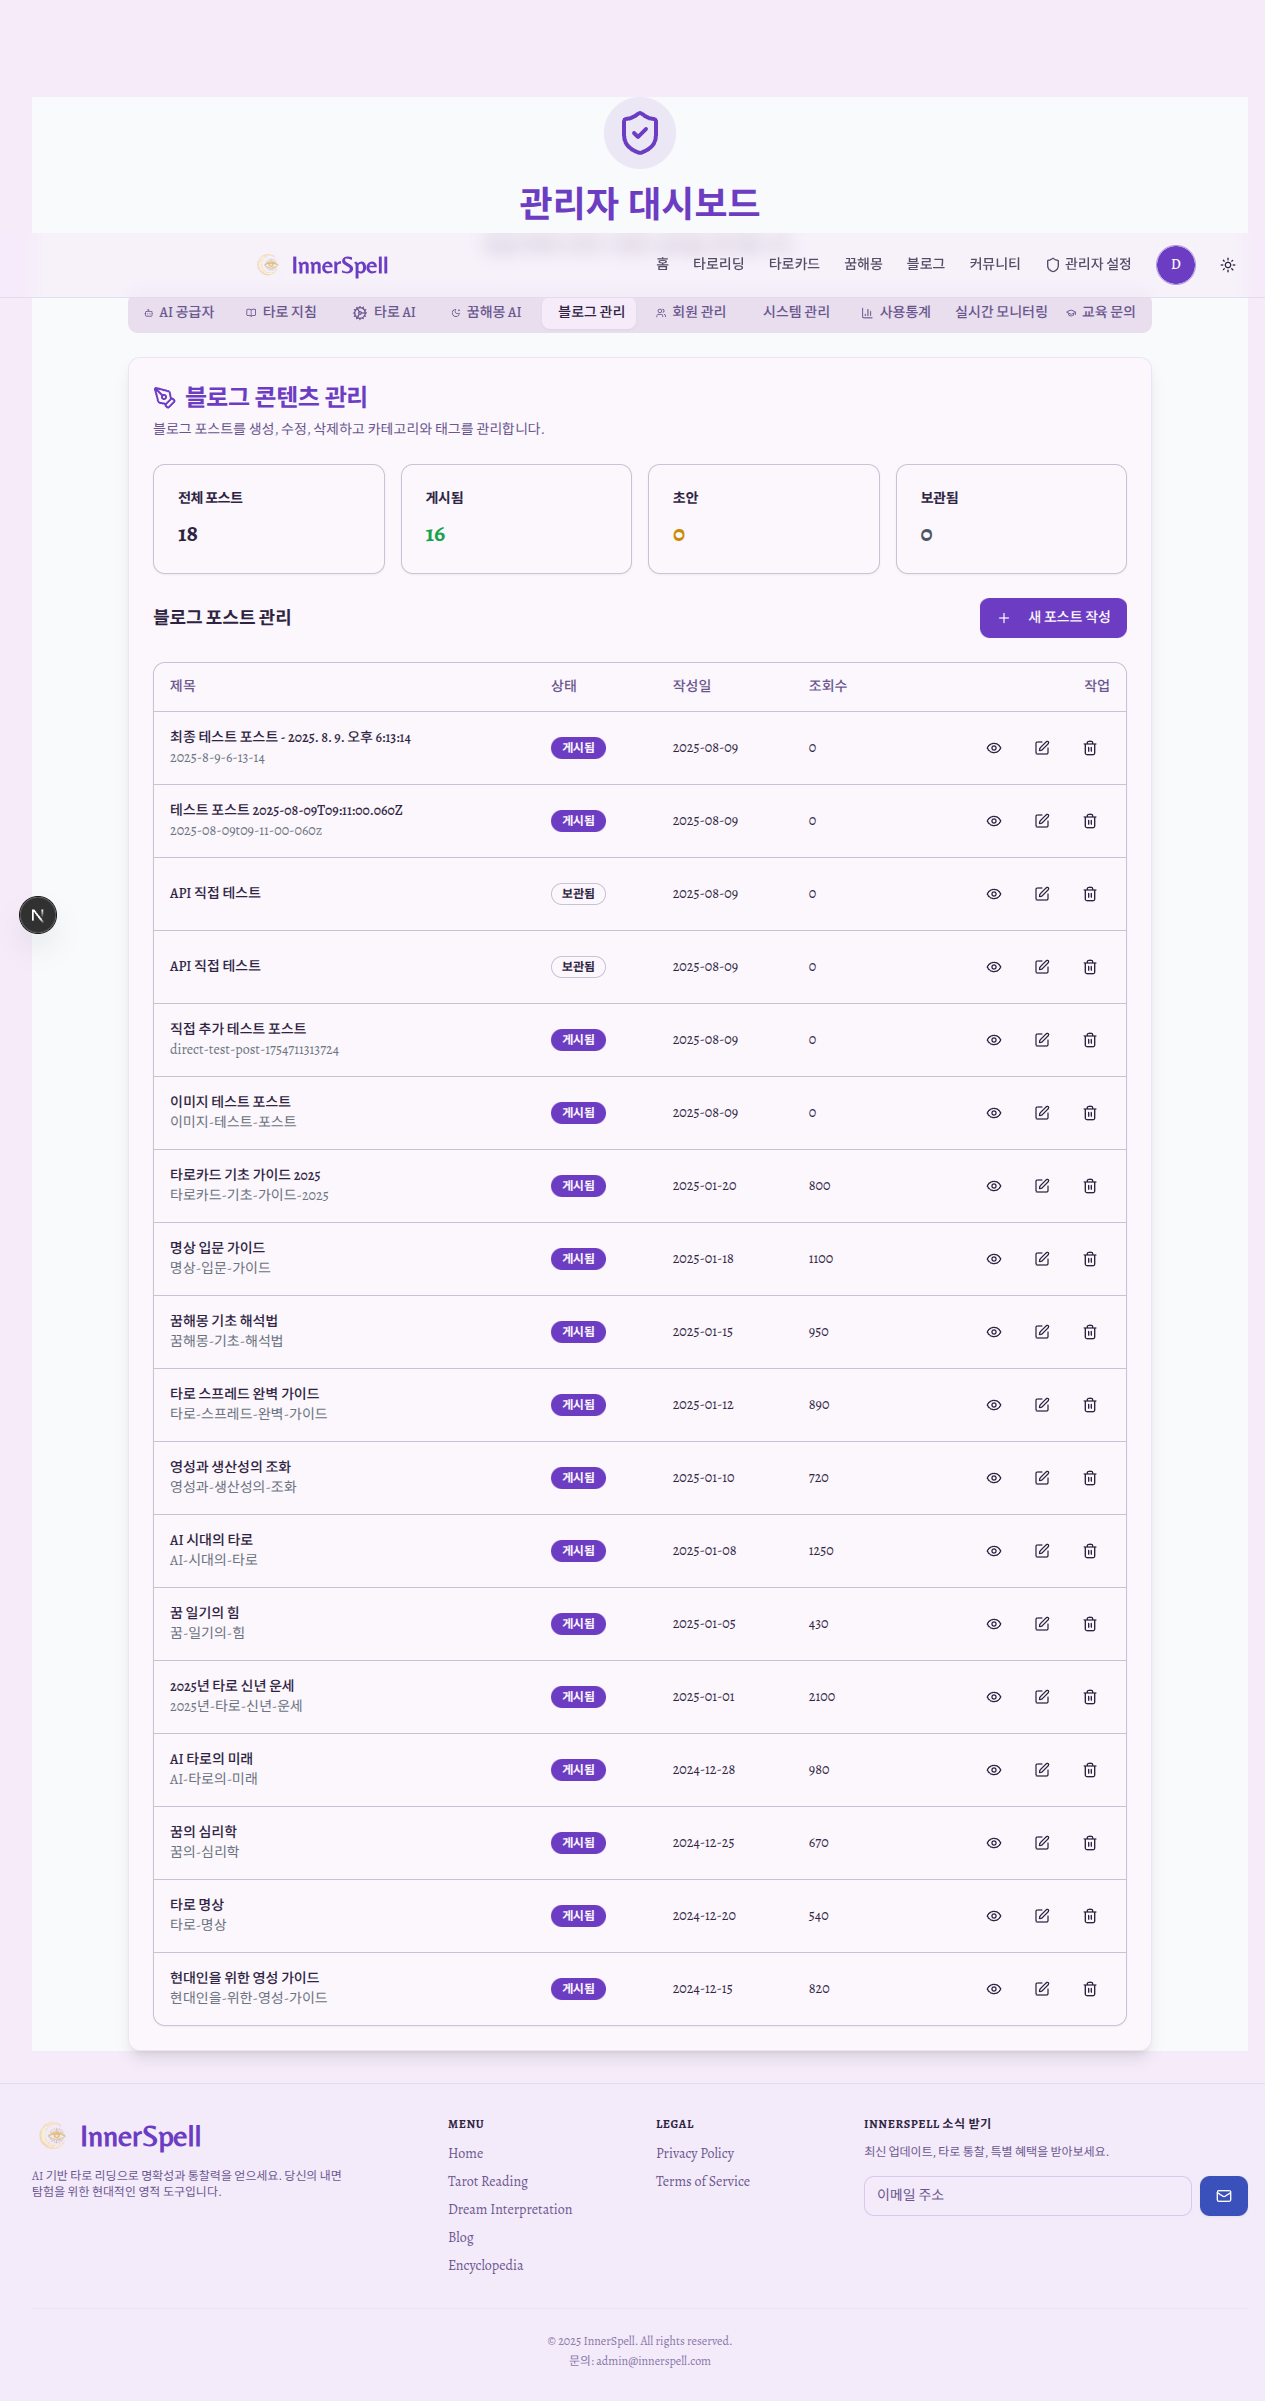 관리자 대시보드
InnerSpell
홈 타로리딩 타로카드 꿈해몽 블로그 커뮤니티 관리자 설정 D
AI 공급자 타로 지침 타로 AI 꿈해몽 AI 블로그 관리 회원 관리 시스템 관리 사용통계 실시간 모니터링 교육 문의
블로그 콘텐츠 관리
블로그 포스트를 생성, 수정, 삭제하고 카테고리와 태그를 관리합니다.
전체 포스트 게시됨 초안 보관됨
18 16 0 0
블로그 포스트 관리 새 포스트 작성
제목 상태 작성일 조회수 작업
최종 테스트 포스트 - 2025. 8. 9. 오후 6:13:14
2025-8-9-6-13-14
게시됨 2025-08-09 0
테스트 포스트 2025-08-09T09:11:00.060Z
2025-08-09t09-11-00-060z
게시됨 2025-08-09 0
API 직접 테스트 보관됨 2025-08-09 0
API 직접 테스트 보관됨 2025-08-09 0
직접 추가 테스트 포스트
direct-test-post-1754711313724
게시됨 2025-08-09 0
이미지 테스트 포스트
이미지-테스트-포스트
게시됨 2025-08-09 0
타로카드 기초 가이드 2025
타로카드-기초-가이드-2025
게시됨 2025-01-20 800
명상 입문 가이드
명상-입문-가이드
게시됨 2025-01-18 1100
꿈해몽 기초 해석법
꿈해몽-기초-해석법
게시됨 2025-01-15 950
타로 스프레드 완벽 가이드
타로-스프레드-완벽-가이드
게시됨 2025-01-12 890
영성과 생산성의 조화
영성과-생산성의-조화
게시됨 2025-01-10 720
AI 시대의 타로
AI-시대의-타로
게시됨 2025-01-08 1250
꿈 일기의 힘
꿈-일기의-힘
게시됨 2025-01-05 430
2025년 타로 신년 운세
2025년-타로-신년-운세
게시됨 2025-01-01 2100
AI 타로의 미래
AI-타로의-미래
게시됨 2024-12-28 980
꿈의 심리학
꿈의-심리학
게시됨 2024-12-25 670
타로 명상
타로-명상
게시됨 2024-12-20 540
현대인을 위한 영성 가이드
현대인을-위한-영성-가이드
게시됨 2024-12-15 820
N
InnerSpell
AI 기반 타로 리딩으로 명확성과 통찰력을 얻으세요. 당신의 내면
탐험을 위한 현대적인 영적 도구입니다.
MENU
Home
Tarot Reading
Dream Interpretation
Blog
Encyclopedia
LEGAL
Privacy Policy
Terms of Service
INNERSPELL 소식 받기
최신 업데이트, 타로 통찰, 특별 혜택을 받아보세요.
이메일 주소
© 2025 InnerSpell. All rights reserved.
문의: admin@innerspell.com